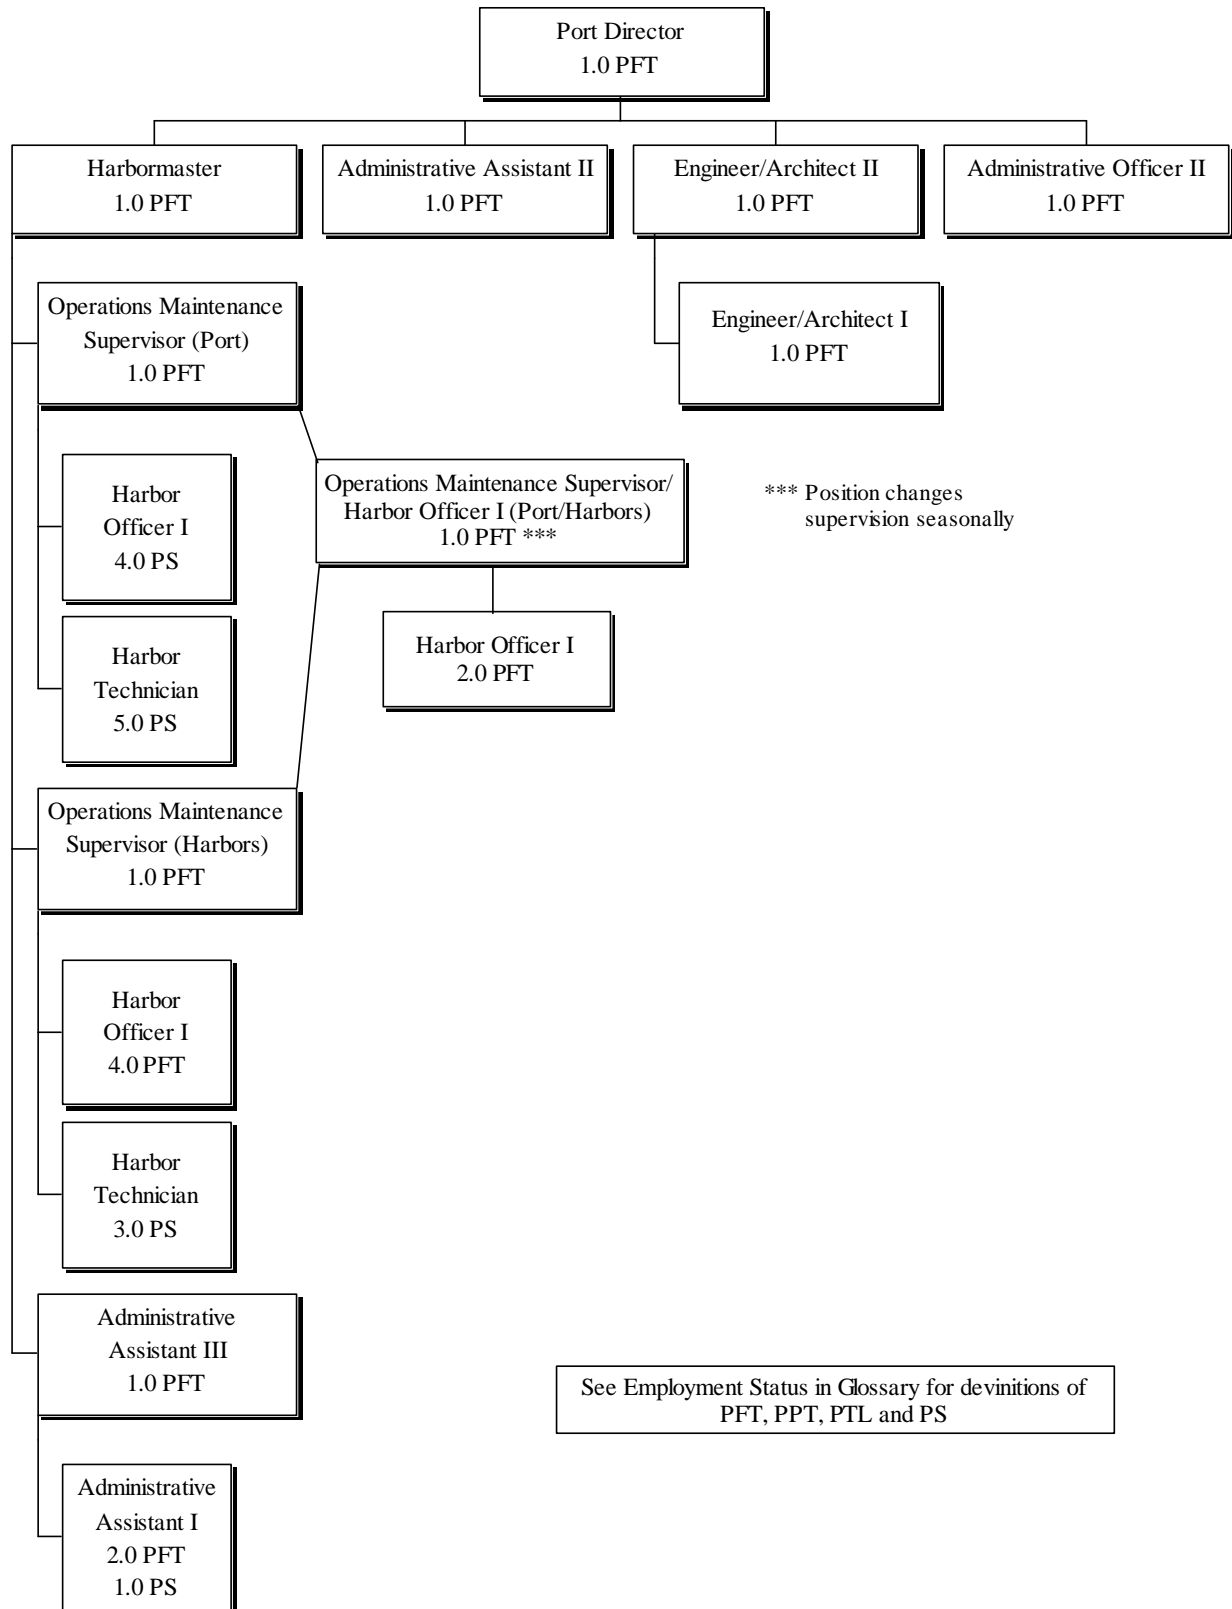 Port Director
1.0 PFT
Harbormaster
1.0 PFT
Administrative Assistant II
1.0 PFT
Engineer/Architect II
1.0 PFT
Administrative Officer II
1.0 PFT
Operations Maintenance
Supervisor (Port)
1.0 PFT
Engineer/Architect I
1.0 PFT
Harbor
Officer I
4.0 PS
Operations Maintenance Supervisor/
Harbor Officer I (Port/Harbors)
1.0 PFT ***
*** Position changes
supervision seasonally
Harbor
Technician
5.0 PS
Harbor Officer I
2.0 PFT
Operations Maintenance
Supervisor (Harbors)
1.0 PFT
Harbor
Officer I
4.0 PFT
Harbor
Technician
3.0 PS
Administrative
Assistant III
1.0 PFT
See Employment Status in Glossary for devinitions of
PFT, PPT, PTL and PS
Administrative
Assistant I
2.0 PFT
1.0 PS